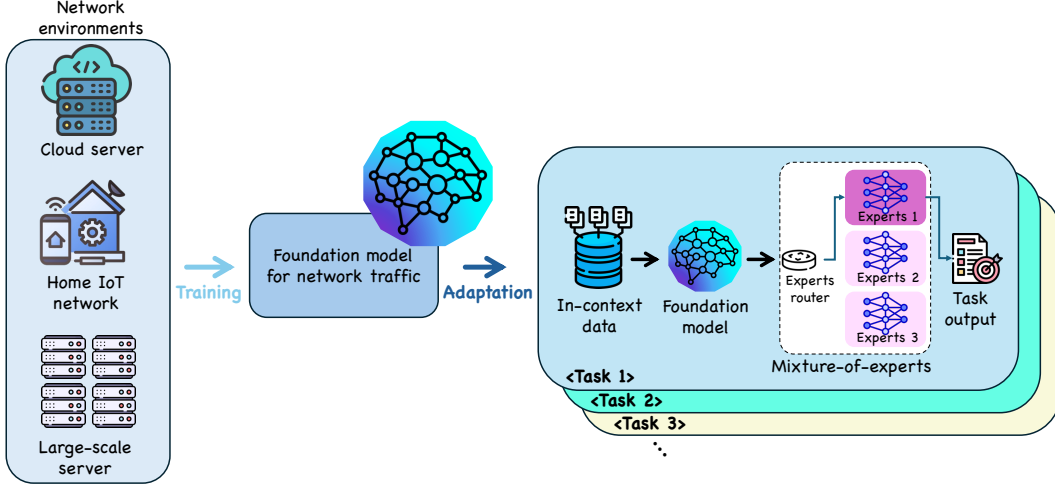 Network
environments
</>
Cloud server
Home IoT
network
Large-scale
server
Training
Foundation model
for network traffic
Adaptation
In-context
data
Foundation
model
Experts
router
Experts 1
Experts 2
Experts 3
Mixture-of-experts
Task
output
<Task 1>
<Task 2>
<Task 3>